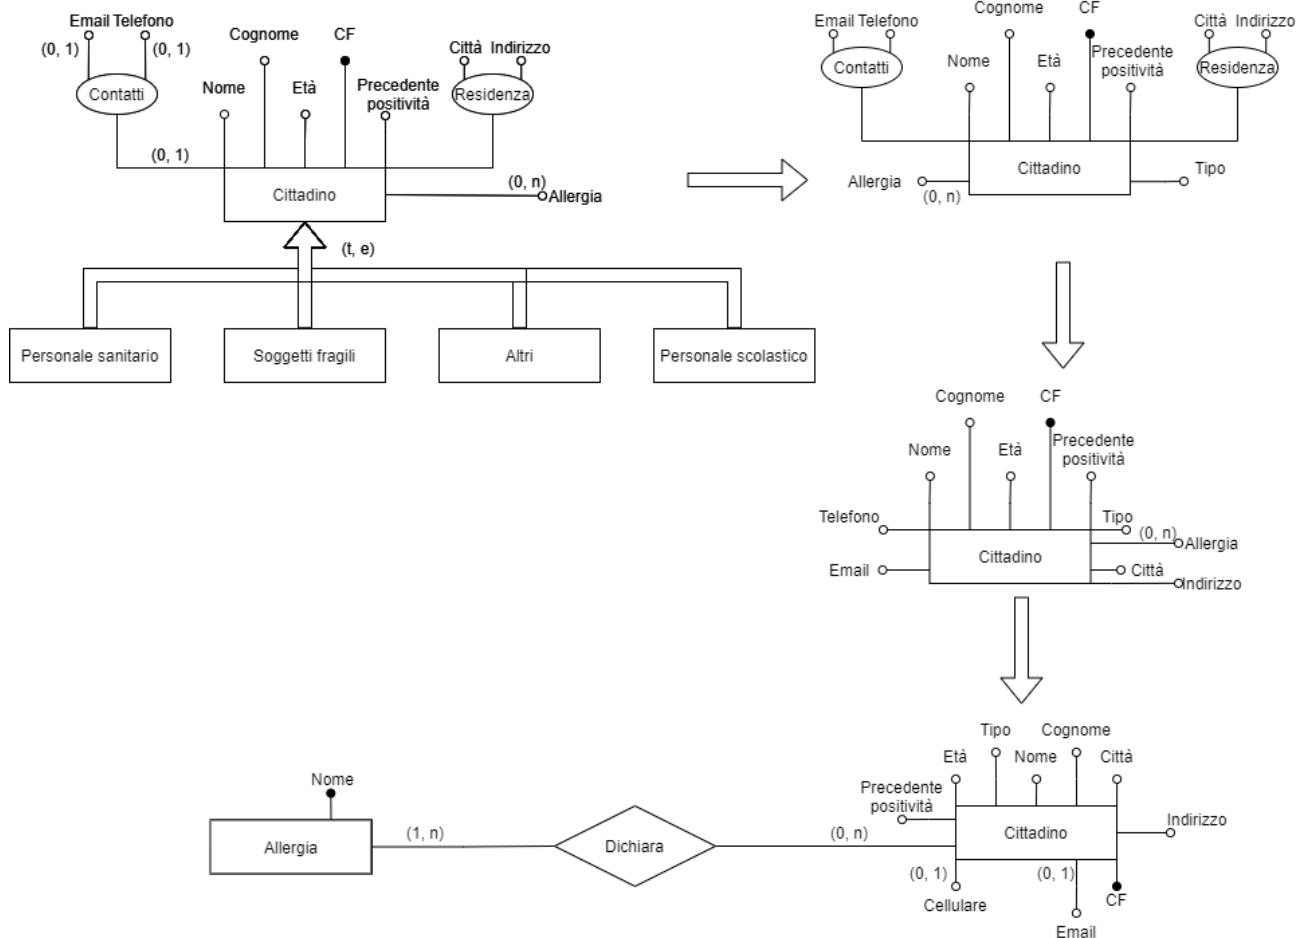 Email Telefono
(0, 1)
(0, 1)
Contatti
Cognome
CF
Nome
Età
Precedente
positività
Città Indirizzo
Residenza
(0, 1)
Cittadino
(0, n)
Allergia
(t, e)
Personale sanitario
Soggetti fragili
Altri
Personale scolastico
Email Telefono
Contatti
Cognome
CF
Nome
Età
Precedente
positività
Città Indirizzo
Residenza
Allergia
(0, n)
Cittadino
Tipo
Cognome
CF
Nome
Età
Precedente
positività
Telefono
Tipo
(0, n)
Allergia
Email
Cittadino
Città
Indirizzo
Nome
Allergia
(1, n)
Dichiara
(0, n)
Tipo
Cognome
Età
Nome
Città
Precedente
positività
Cittadino
Indirizzo
(0, 1)
Cellulare
(0, 1)
Email
CF